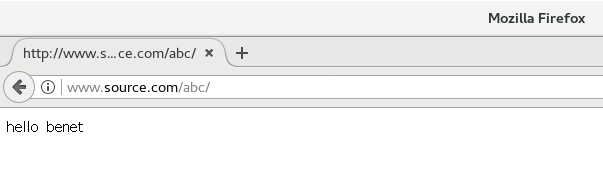 Mozilla Firefox
http://www.s...ce.com/abc/
www.source.com/abc/
hello benet